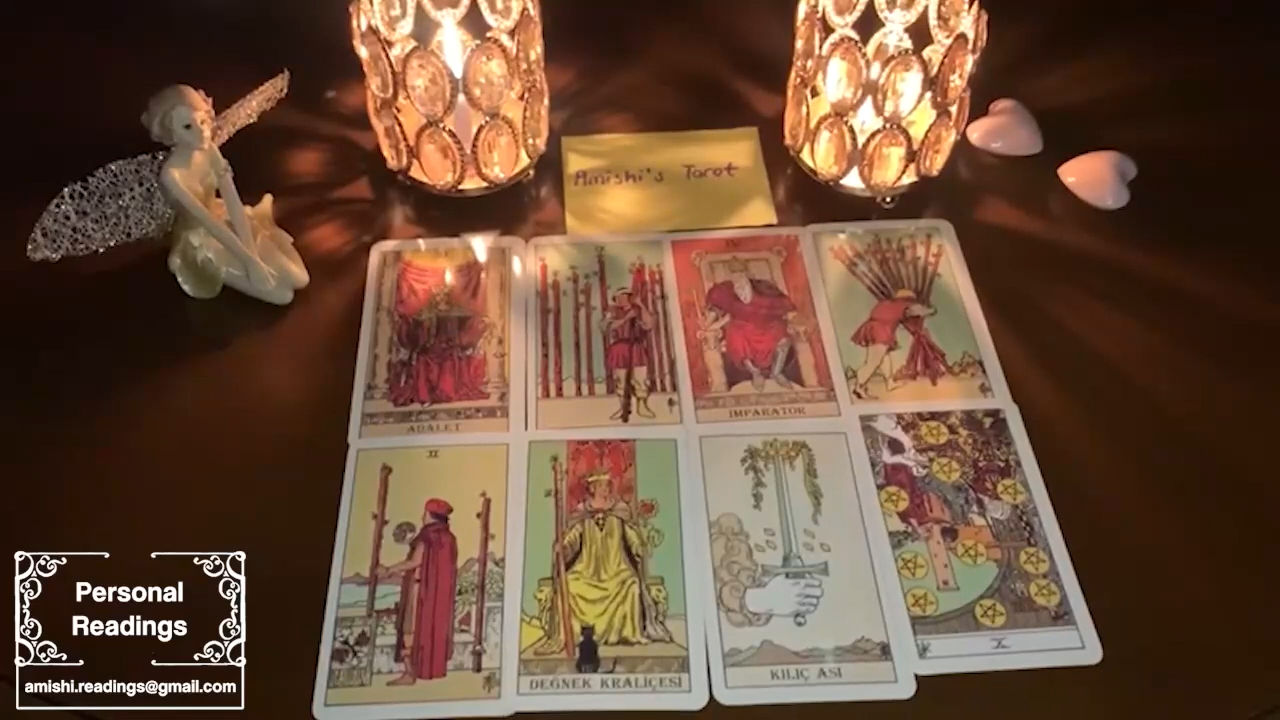 Amishi's Tarot
IV
ADALET
IMPARATOR
II
DEĞNEK KRALİÇESİ
KILIÇ ASI
X
Personal
Readings
amishi.readings@gmail.com